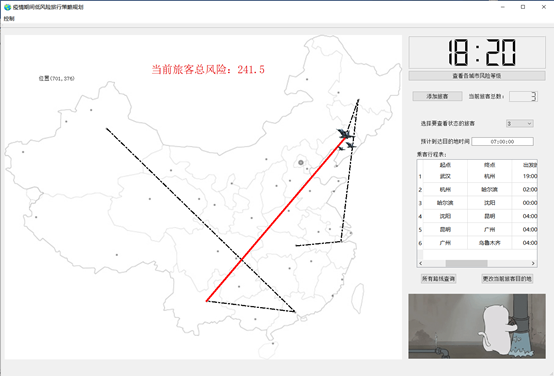 疫情期间低风险旅行策略规划
控制
当前旅客总风险：241.5
位置(701,376)
18:20
查看各城市风险等级
添加旅客 当前旅客总数： 3
选择要查看状态的旅客 3
预计到达目的地时间 07:00:00
乘客行程表：
起点 终点 出发时
1 武汉 杭州 19:00
2 杭州 哈尔滨 02:00
3 哈尔滨 沈阳 00:00
4 沈阳 昆明 04:00
5 昆明 广州 04:00
6 广州 乌鲁木齐 04:00
所有航线查询 更改当前旅客目的地